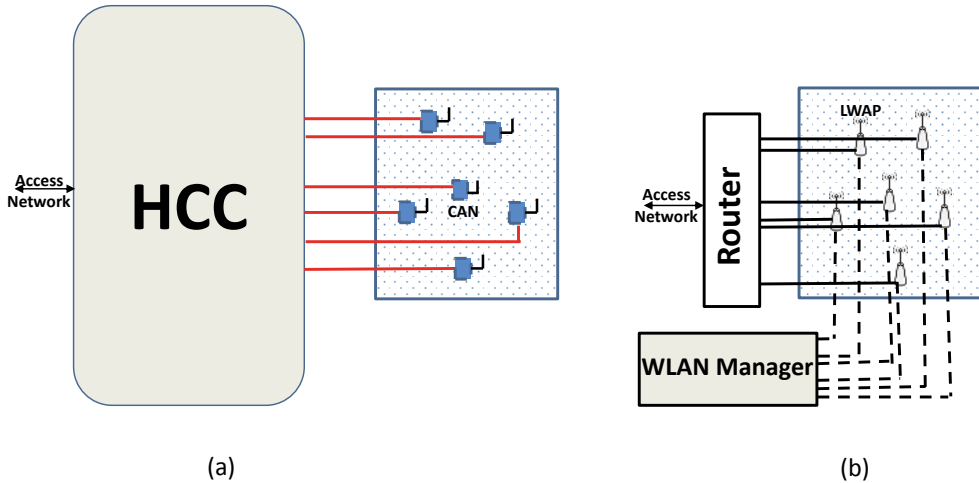 Access
Network
HCC
CAN
(a)
LWAP
Access
Network
Router
WLAN Manager
(b)